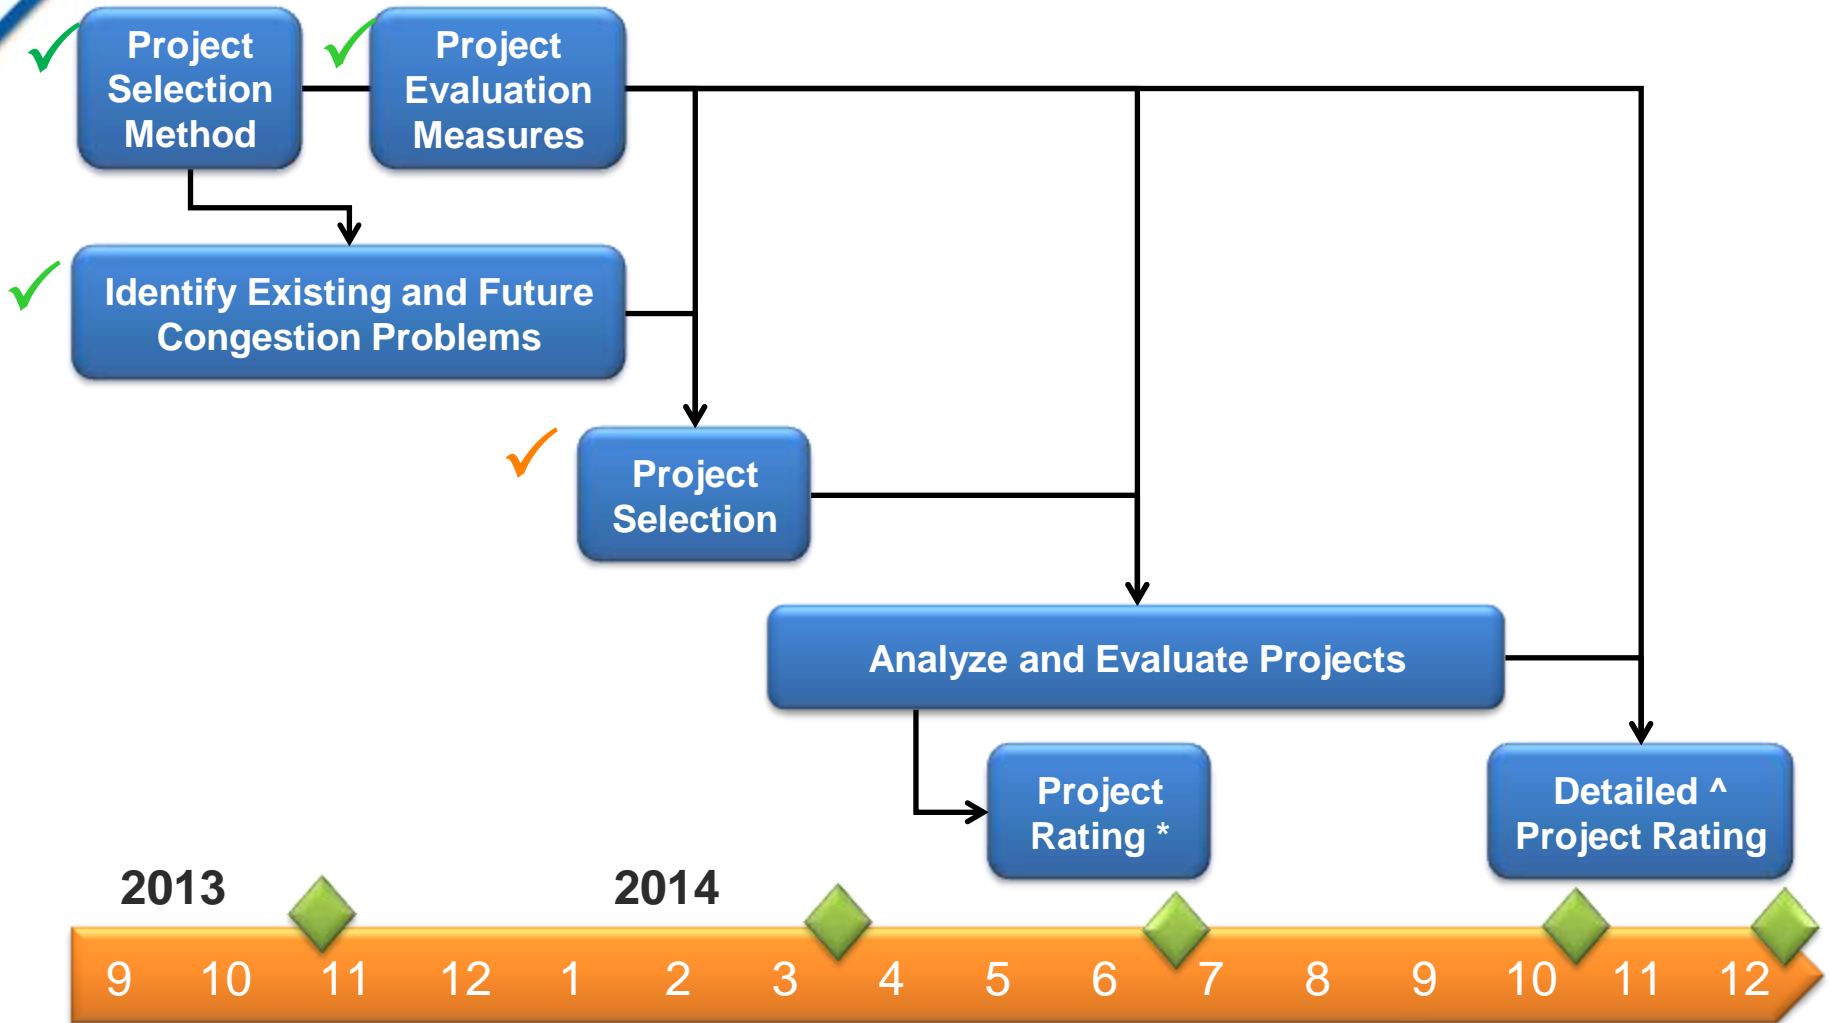 Project
Selection
Method
Project
Evaluation
Measures
Identify Existing and Future
Congestion Problems
Project
Selection
Analyze and Evaluate Projects
Project
Rating *
Detailed ^
Project Rating
2013
2014
9 10 11 12 1 2 3 4 5 6 7 8 9 10 11 12